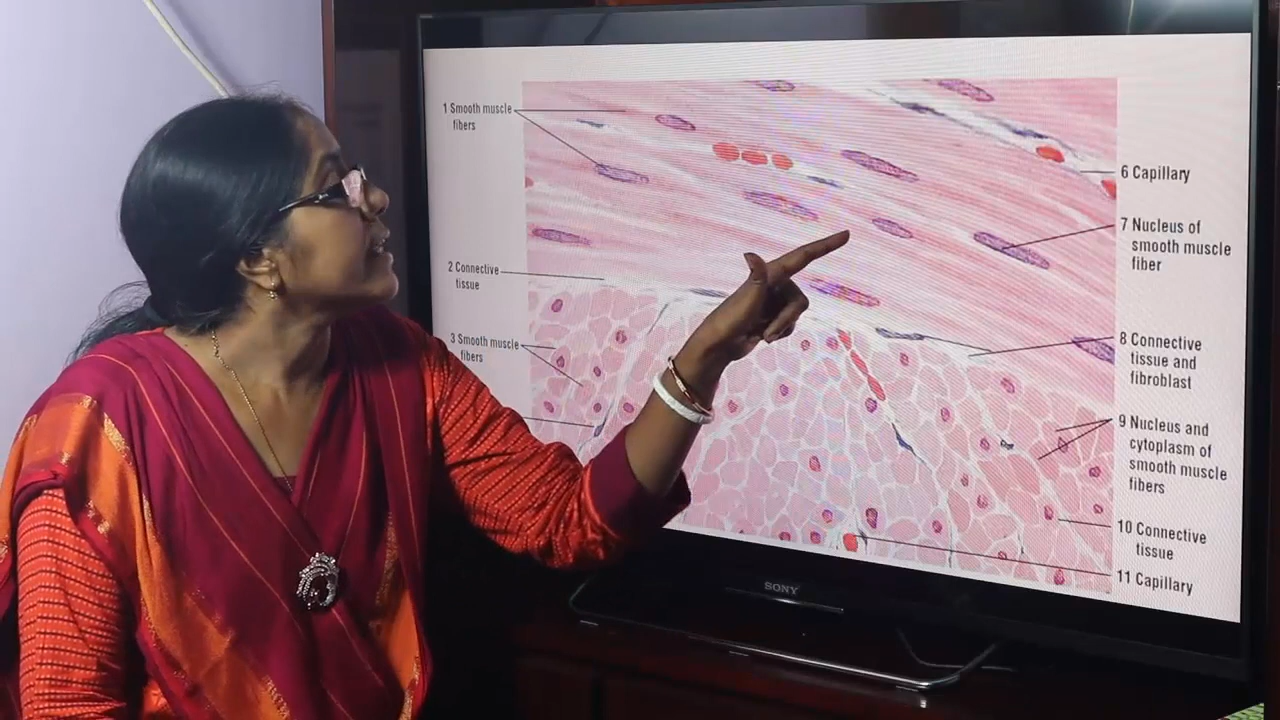 1 Smooth muscle
fibers
2 Connective
tissue
3 Smooth muscle
fibers
6 Capillary
7 Nucleus of
smooth muscle
fiber
8 Connective
tissue and
fibroblast
9 Nucleus and
cytoplasm of
smooth muscle
fibers
10 Connective
tissue
11 Capillary
SONY